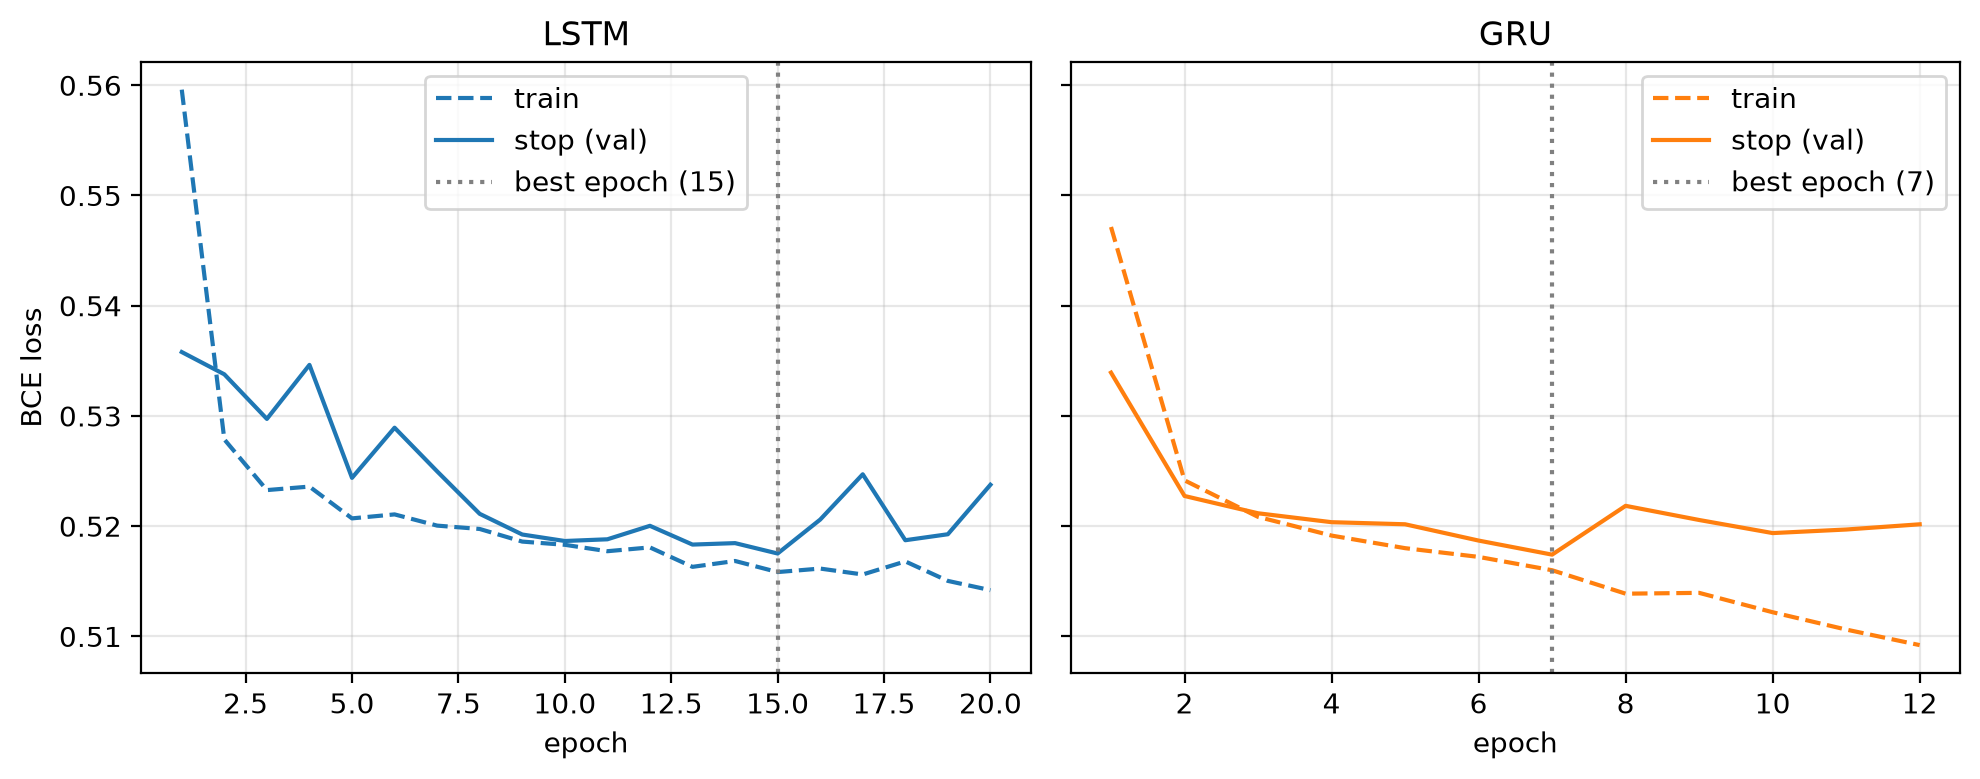 LSTM
train
stop (val)
best epoch (15)
0.56
0.55
0.54
0.53
0.52
0.51
BCE loss
2.5 5.0 7.5 10.0 12.5 15.0 17.5 20.0
epoch
GRU
train
stop (val)
best epoch (7)
2 4 6 8 10 12
epoch